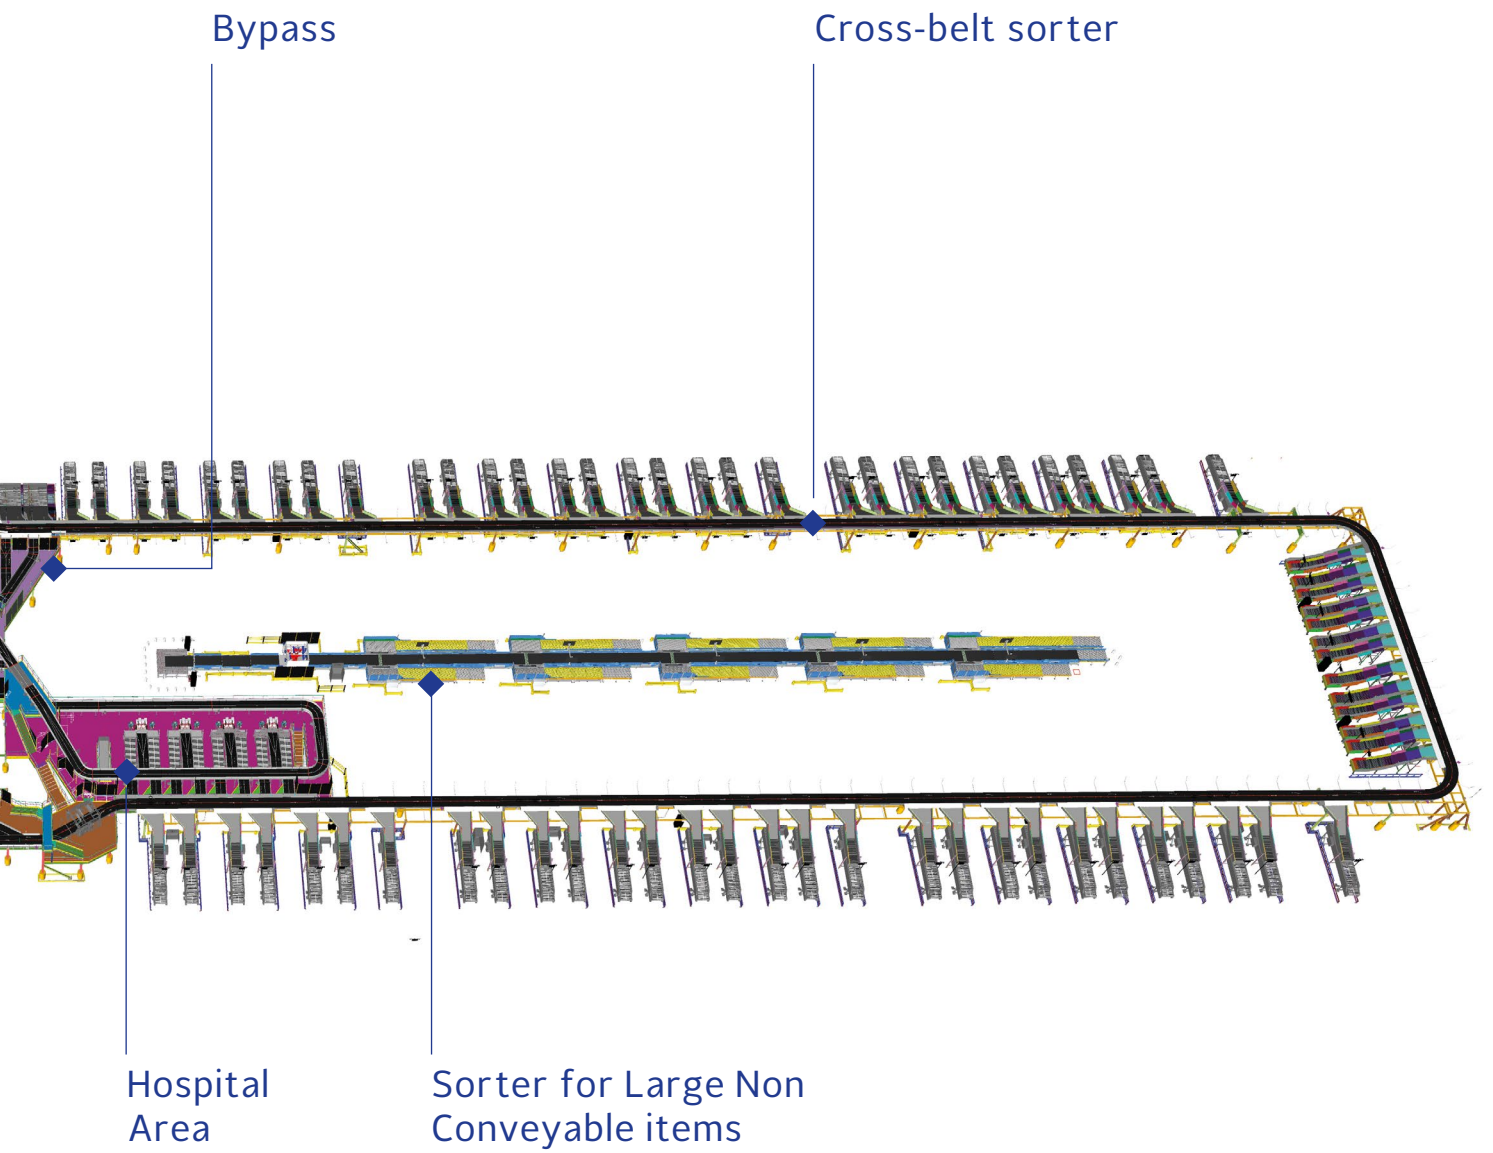 Bypass
Cross-belt sorter
Hospital
Area
Sorter for Large Non
Conveyable items